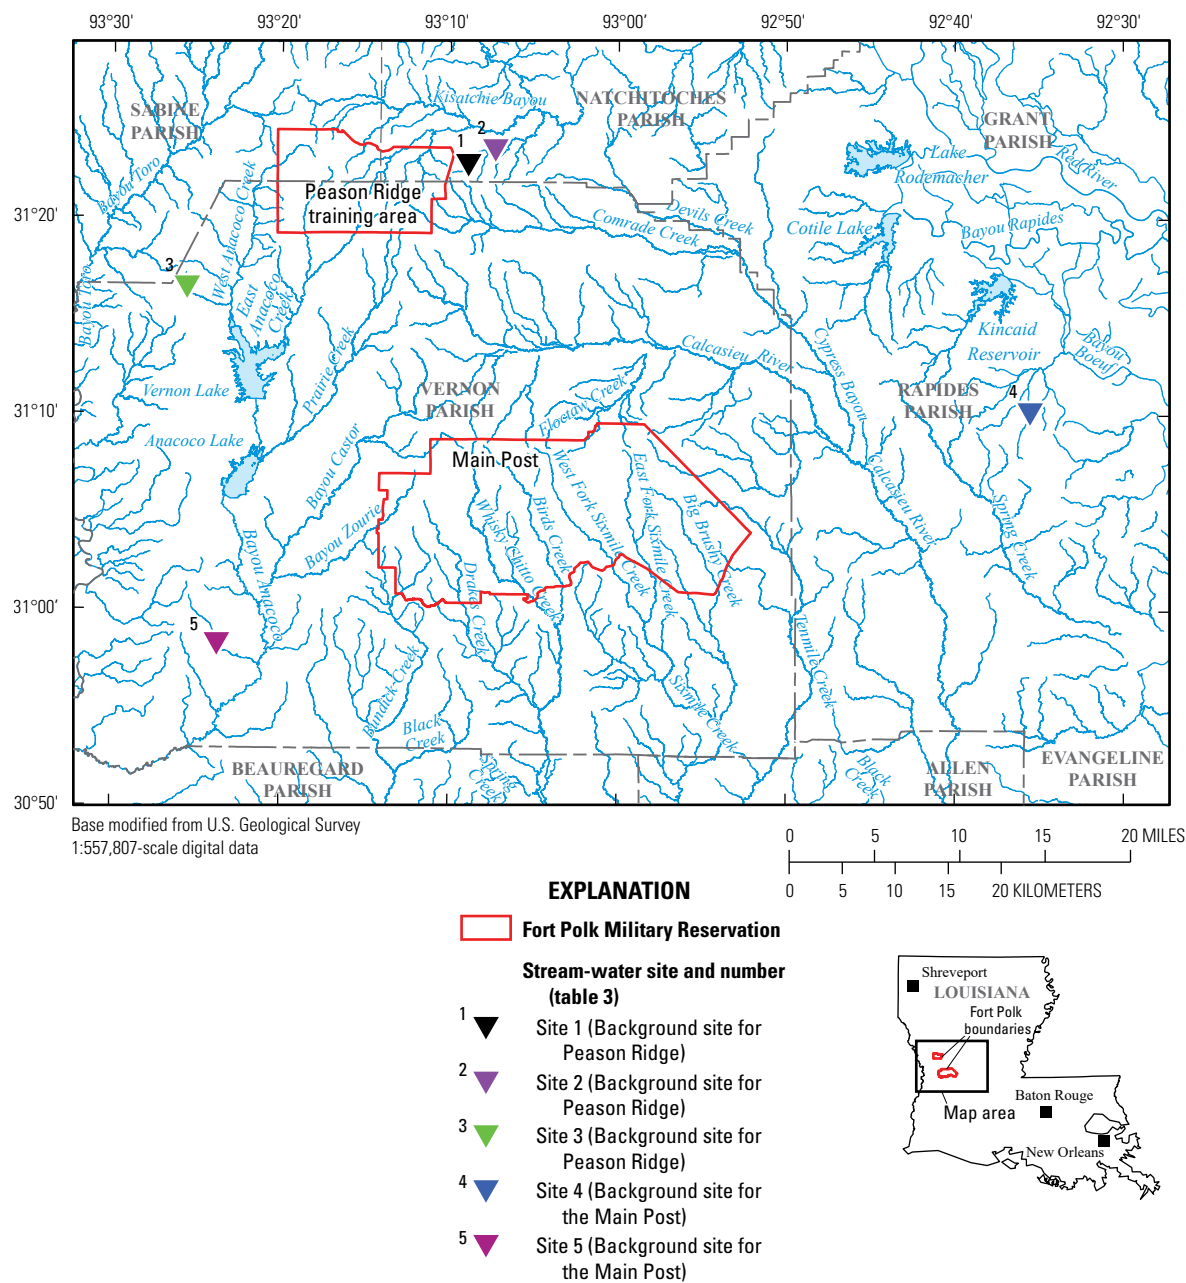 93°30′ 93°20′ 93°10′ 93°00′ 92°50′ 92°40′ 92°30′
Kisatchie Bayou
SABINE
PARISH
NATCHITOCHES
PARISH
GRANT
PARISH
1
2
Lake
Rodemacher
Red River
Bayou Toro
West Anacoco Creek
Peason Ridge
training area
31°20′
Devils Creek
Comrade Creek
Cotile Lake
Bayou Rapides
3
Bayou Toro
East
Anacoco
Creek
Kincaid
Reservoir
Bayou
Boeuf
Prairie Creek
Calcasieu River
Cypress Bayou
Vernon Lake
VERNON
PARISH
RAPIDES
PARISH
4
31°10′
Floctaw Creek
Anacoco Lake
Main Post
Bayou Castor
Bayou Zourie
West Fork Sixmile Creek
East Fork Sixmile Creek
Big Brushy Creek
Birds Creek
Whisky Chitto Creek
Calcasieu River
Spring Creek
Bayou Anacoco
Drakes Creek
31°00′
5
Tenmile Creek
Bundick Creek
Sixmile Creek
Black
Creek
BEAUREGARD
PARISH
Spring
Creek
Black
Creek
ALLEN
PARISH
EVANGELINE
PARISH
30°50′
Base modified from U.S. Geological Survey
1:557,807-scale digital data
0 5 10 15 20 MILES
0 5 10 15 20 KILOMETERS
EXPLANATION
Fort Polk Military Reservation
Stream-water site and number
(table 3)
1
Site 1 (Background site for
Peason Ridge)
2
Site 2 (Background site for
Peason Ridge)
3
Site 3 (Background site for
Peason Ridge)
4
Site 4 (Background site for
the Main Post)
5
Site 5 (Background site for
the Main Post)
Shreveport
LOUISIANA
Fort Polk
boundaries
Baton Rouge
Map area
New Orleans